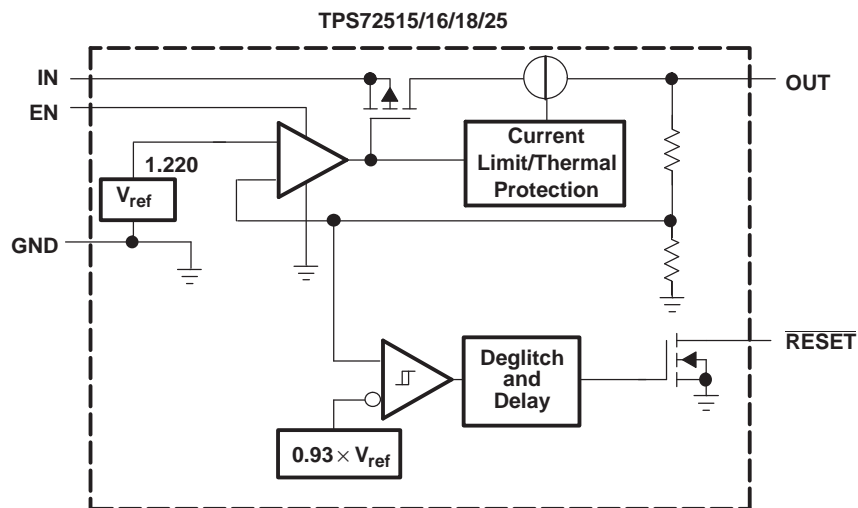 TPS72515/16/18/25
IN
OUT
EN
Current
Limit/Thermal
Protection
1.220
Vref
GND
RESET
Deglitch
and
Delay
0.93 × Vref